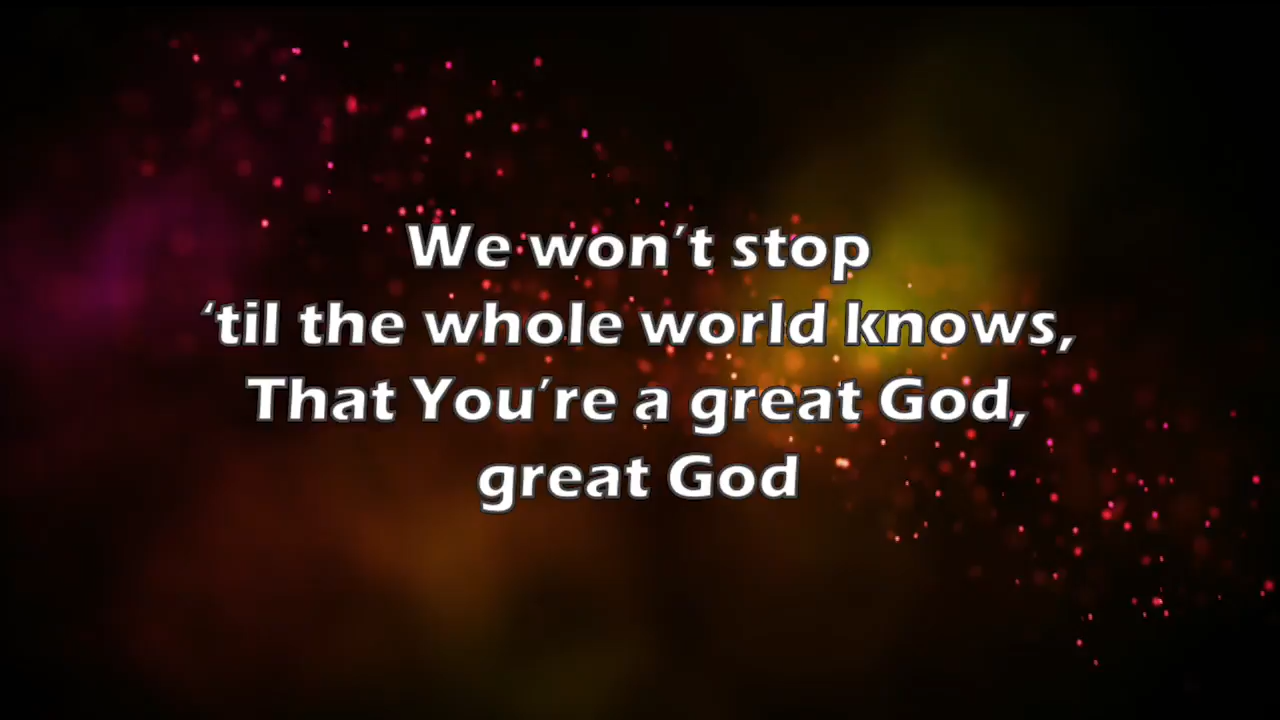 We won't stop
‘til the whole world knows,
That You're a great God,
great God